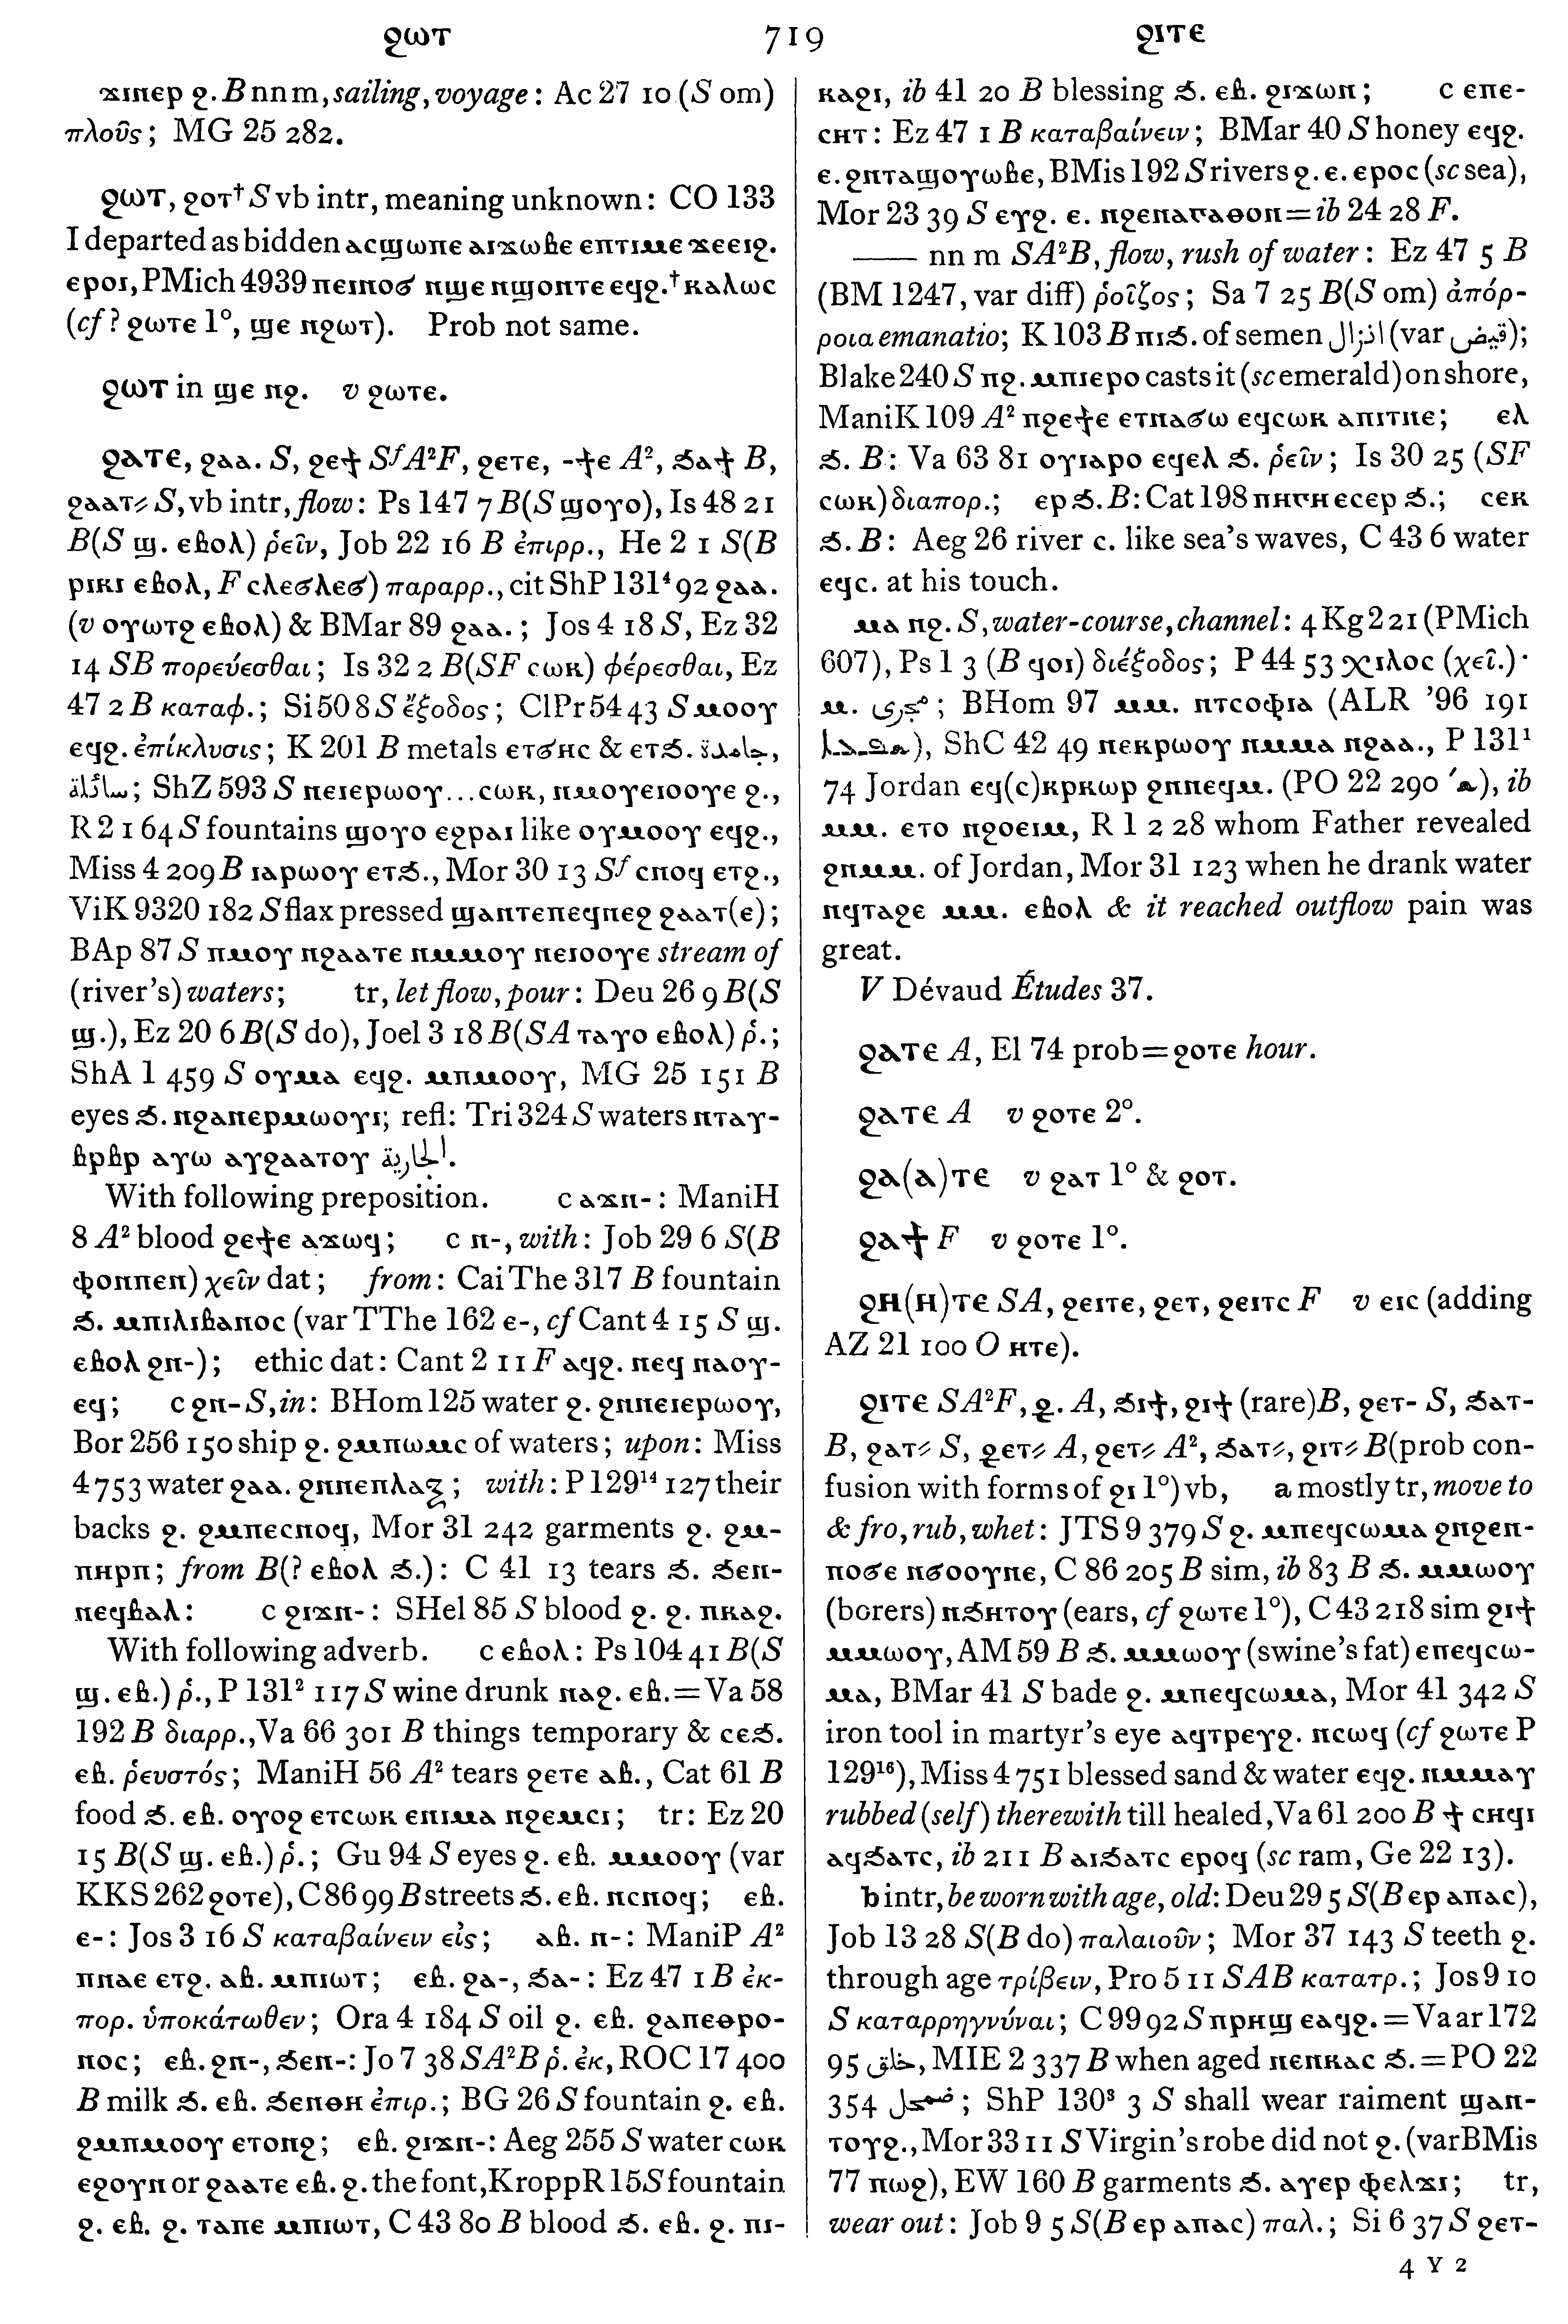 ϩⲱⲧ 719 ϩⲓⲧⲉ
ϫⲓⲛⲉⲣ ϩ. B nn m, sailing, voyage: Ac 27 10 (S om)
πλοῦς; MG 25 282.
ϩⲱⲧ, ϩⲟⲧ† S vb intr, meaning unknown: CO 133
I departed as bidden ⲁⲥϣⲱⲡⲉ ⲁⲓϫⲱⲃⲉ ⲉⲡⲧⲓⲙⲉ ϫⲉⲉⲓϩ.
ⲉⲣⲟⲓ, PMich 4939 ⲡⲉⲓⲛⲟϭ ⲛϣⲉ ⲛϣⲟⲛⲧⲉ ⲉϥϩ.† ⲕⲁⲗⲱⲥ
(cf ? ϩⲱⲧⲉ 1°, ϣⲉ ⲛϩⲱⲧ). Prob not same.
ϩⲱⲧ in ϣⲉ ⲛϩ. v ϩⲱⲧⲉ.
ϩⲁⲧⲉ, ϩⲁⲁ. S, ϩⲉϯ SᶠA²F, ϩⲉⲧⲉ, -ϯⲉ A², ϧⲁϯ B,
ϩⲁⲁⲧ⸗ S, vb intr, flow: Ps 147 7 B(S ϣⲟⲩⲟ), Is 48 21
B(S ϣ. ⲉⲃⲟⲗ) ῥεῖν, Job 22 16 B ἐπιρρ., He 2 1 S(B
ⲣⲓⲕⲓ ⲉⲃⲟⲗ, F ⲥⲗⲉϭⲗⲉϭ) παραρρ., cit ShP 131⁴ 92 ϩⲁⲁ.
(v ⲟⲩⲱⲧϩ ⲉⲃⲟⲗ) & BMar 89 ϩⲁⲁ.; Jos 4 18 S, Ez 32
14 SB πορεύεσθαι; Is 32 2 B(SF ⲥⲱⲕ) φέρεσθαι, Ez
47 2 B καταφ.; Si 50 8 S ἔξοδος; ClPr 54 43 S ⲙⲟⲟⲩ
ⲉϥϩ. ἐπίκλυσις; K 201 B metals ⲉⲧϭⲏⲥ & ⲉⲧϧ. جامدة,
سائلة; ShZ 593 S ⲛⲉⲓⲉⲣⲱⲟⲩ...ⲥⲱⲕ, ⲛⲙⲟⲩⲉⲓⲟⲟⲩⲉ ϩ.,
R 2 1 64 S fountains ϣⲟⲩⲟ ⲉϩⲣⲁⲓ like ⲟⲩⲙⲟⲟⲩ ⲉϥϩ.,
Miss 4 209 B ⲓⲁⲣⲱⲟⲩ ⲉⲧϧ., Mor 30 13 Sᶠ ⲥⲛⲟϥ ⲉⲧϩ.,
ViK 9320 182 S flax pressed ϣⲁⲛⲧⲉⲡⲉϥⲛⲉϩ ϩⲁⲁⲧ(ⲉ);
BAp 87 S ⲡⲙⲟⲩ ⲛϩⲁⲁⲧⲉ ⲛⲙⲙⲟⲩ ⲛⲉⲓⲟⲟⲩⲉ stream of
(river's) waters; tr, let flow, pour: Deu 26 9 B(S
ϣ.), Ez 20 6 B(S do), Joel 3 18 B(SA ⲧⲁⲩⲟ ⲉⲃⲟⲗ) ῥ.;
ShA 1 459 S ⲟⲩⲙⲁ ⲉϥϩ. ⲙⲡⲙⲟⲟⲩ, MG 25 151 B
eyes ϧ. ⲛϩⲁⲛⲉⲣⲙⲱⲟⲩⲓ; refl: Tri 324 S waters ⲛⲧⲁⲩ-
ⲃⲣⲃⲣ ⲁⲩⲱ ⲁⲩϩⲁⲁⲧⲟⲩ الجارية.
With following preposition. c ⲁϫⲛ-: ManiH
8 A² blood ϩⲉϯⲉ ⲁϫⲱϥ; c ⲛ-, with: Job 29 6 S(B
ⲫⲟⲛⲡⲉⲛ) χεῖν dat; from: CaiThe 317 B fountain
ϧ. ⲙⲡⲓⲗⲓⲃⲁⲛⲟⲥ (var TThe 162 ⲉ-, cf Cant 4 15 S ϣ.
ⲉⲃⲟⲗ ϩⲛ-); ethic dat: Cant 2 11 F ⲁϥϩ. ⲛⲉϥ ⲛⲁⲟⲩ-
ⲉϥ; c ϩⲛ- S, in: BHom 125 water ϩ. ϩⲛⲛⲉⲓⲉⲣⲱⲟⲩ,
Bor 256 150 ship ϩ. ϩⲙⲡⲱⲙⲥ of waters; upon: Miss
4 753 water ϩⲁⲁ. ϩⲛⲛⲉⲡⲗⲁⲝ; with: P 129¹⁴ 127 their
backs ϩ. ϩⲙⲡⲉⲥⲛⲟϥ, Mor 31 242 garments ϩ. ϩⲙ-
ⲡⲏⲣⲡ; from B(? ⲉⲃⲟⲗ ϧ.): C 41 13 tears ϧ. ϧⲉⲛ-
ⲛⲉϥⲃⲁⲗ: c ϩⲓϫⲛ-: SHel 85 S blood ϩ. ϩ. ⲡⲕⲁϩ.
With following adverb. c ⲉⲃⲟⲗ: Ps 104 41 B(S
ϣ. ⲉⲃ.) ῥ., P 131² 117 S wine drunk ⲛⲁϩ. ⲉⲃ.=Va 58
192 B διαρρ., Va 66 301 B things temporary & ⲥⲉϧ.
ⲉⲃ. ῥευστός; ManiH 56 A² tears ϩⲉⲧⲉ ⲁⲃ., Cat 61 B
food ϧ. ⲉⲃ. ⲟⲩⲟϩ ⲉⲧⲥⲱⲕ ⲉⲡⲓⲙⲁ ⲛϩⲉⲙⲥⲓ; tr: Ez 20
15 B(S ϣ. ⲉⲃ.) ῥ.; Gu 94 S eyes ϩ. ⲉⲃ. ⲙⲙⲟⲟⲩ (var
KKS 262 ϩⲟⲧⲉ), C 86 99 B streets ϧ. ⲉⲃ. ⲛⲥⲛⲟϥ; ⲉⲃ.
ⲉ-: Jos 3 16 S καταβαίνειν εἰς; ⲁⲃ. ⲛ-: ManiP A²
ⲡⲡⲛⲁⲉ ⲉⲧϩ. ⲁⲃ. ⲙⲡⲓⲱⲧ; ⲉⲃ. ϩⲁ-, ϧⲁ-: Ez 47 1 B ἐκ-
πορ. ὑποκάτωθεν; Ora 4 184 S oil ϩ. ⲉⲃ. ϩⲁⲡⲉⲑⲣⲟ-
ⲛⲟⲥ; ⲉⲃ. ϩⲛ-, ϧⲉⲛ-: Jo 7 38 SA²B ῥ. ἐκ, ROC 17 400
B milk ϧ. ⲉⲃ. ϧⲉⲛⲑⲏ ἐπιρ.; BG 26 S fountain ϩ. ⲉⲃ.
ϩⲙⲡⲙⲟⲟⲩ ⲉⲧⲟⲛϩ; ⲉⲃ. ϩⲓϫⲛ-: Aeg 255 S water ⲥⲱⲕ
ⲉϩⲟⲩⲛ or ϩⲁⲁⲧⲉ ⲉⲃ. ϩ. the font, KroppR 15 S fountain
ϩ. ⲉⲃ. ϩ. ⲧⲁⲡⲉ ⲙⲡⲓⲱⲧ, C 43 80 B blood ϧ. ⲉⲃ. ϩ. ⲡⲓ-
ⲕⲁϩⲓ, ib 41 20 B blessing ϧ. ⲉⲃ. ϩⲓϫⲱⲛ; c ⲉⲡⲉ-
ⲥⲏⲧ: Ez 47 1 B καταβαίνειν; BMar 40 S honey ⲉϥϩ.
ⲉ. ϩⲛⲧⲁϣⲟⲩⲱⲃⲉ, BMis 192 S rivers ϩ. ⲉ. ⲉⲣⲟⲥ (sc sea),
Mor 23 39 S ⲉⲩϩ. ⲉ. ⲛϩⲉⲛⲁⲅⲁⲑⲟⲛ=ib 24 28 F.
—— nn m SA²B, flow, rush of water: Ez 47 5 B
(BM 1247, var diff) ῥοῖζος; Sa 7 25 B(S om) ἀπόρ-
ροια emanatio; K 103 B ⲡⲓϧ. of semen انزال (var قيض);
Blake 240 S ⲡϩ. ⲙⲡⲓⲉⲣⲟ casts it (sc emerald) on shore,
ManiK 109 A² ⲡϩⲉϯⲉ ⲉⲧⲛⲁϭⲱ ⲉϥⲥⲱⲕ ⲁⲡⲓⲧⲛⲉ; ⲉⲗ
ϧ. B: Va 63 81 ⲟⲩⲓⲁⲣⲟ ⲉϥⲉⲗ ϧ. ῥεῖν; Is 30 25 (SF
ⲥⲱⲕ) διαπορ.; ⲉⲣ ϧ. B: Cat 198 ⲡⲏⲅⲏ ⲉⲥⲉⲣ ϧ.; ⲥⲉⲕ
ϧ. B: Aeg 26 river c. like sea's waves, C 43 6 water
ⲉϥⲥ. at his touch.
ⲙⲁ ⲛϩ. S, water-course, channel: 4 Kg 2 21 (PMich
607), Ps 1 3 (B ϥⲟⲓ) διέξοδος; P 44 53 ⲭⲓⲗⲟⲥ (χεῖ.)·
ⲙ. مجرى; BHom 97 ⲙⲙ. ⲛⲧⲥⲟⲫⲓⲁ (ALR '96 191
), ShC 42 49 ⲛⲉⲕⲣⲱⲟⲩ ⲛⲙⲙⲁ ⲛϩⲁⲁ., P 131¹
74 Jordan ⲉϥ(ⲥ)ⲕⲣⲕⲱⲣ ϩⲛⲛⲉϥⲙ. (PO 22 290 ), ib
ⲙⲙ. ⲉⲧⲟ ⲛϩⲟⲉⲓⲙ, R 1 2 28 whom Father revealed
ϩⲛⲙⲙ. of Jordan, Mor 31 123 when he drank water
ⲛϥⲧⲁϩⲉ ⲙⲙ. ⲉⲃⲟⲗ & it reached outflow pain was
great.
V Dévaud Études 37.
ϩⲁⲧⲉ A, El 74 prob=ϩⲟⲧⲉ hour.
ϩⲁⲧⲉ A v ϩⲟⲧⲉ 2°.
ϩⲁ(ⲁ)ⲧⲉ v ϩⲁⲧ 1° & ϩⲟⲧ.
ϩⲁϯ F v ϩⲟⲧⲉ 1°.
ϩⲏ(ⲏ)ⲧⲉ SA, ϩⲉⲓⲧⲉ, ϩⲉⲧ, ϩⲉⲓⲧⲥ F v ⲉⲓⲥ (adding
AZ 21 100 O ⲏⲧⲉ).
ϩⲓⲧⲉ SA²F, ⳉ. A, ϧⲓϯ, ϩⲓϯ (rare) B, ϩⲉⲧ- S, ϧⲁⲧ-
B, ϩⲁⲧ⸗ S, ⳉⲉⲧ⸗ A, ϩⲉⲧ⸗ A², ϧⲁⲧ⸗, ϩⲓⲧ⸗ B (prob con-
fusion with forms of ϩⲓ 1°) vb, a mostly tr, move to
& fro, rub, whet: JTS 9 379 S ϩ. ⲙⲡⲉϥⲥⲱⲙⲁ ϩⲛϩⲉⲛ-
ⲡⲟϭⲉ ⲛϭⲟⲟⲩⲛⲉ, C 86 205 B sim, ib 83 B ϧ. ⲙⲙⲱⲟⲩ
(borers) ⲛϧⲏⲧⲟⲩ (ears, cf ϩⲱⲧⲉ 1°), C 43 218 sim ϩⲓϯ
ⲙⲙⲱⲟⲩ, AM 59 B ϧ. ⲙⲙⲱⲟⲩ (swine's fat) ⲉⲡⲉϥⲥⲱ-
ⲙⲁ, BMar 41 S bade ϩ. ⲙⲡⲉϥⲥⲱⲙⲁ, Mor 41 342 S
iron tool in martyr's eye ⲁϥⲧⲣⲉⲩϩ. ⲛⲥⲱϥ (cf ϩⲱⲧⲉ P
129¹⁶), Miss 4 751 blessed sand & water ⲉϥϩ. ⲛⲙⲙⲁⲩ
rubbed (self) therewith till healed, Va 61 200 B ϯ ⲥⲏϥⲓ
ⲁϥϧⲁⲧⲥ, ib 211 B ⲁⲓϧⲁⲧⲥ ⲉⲣⲟϥ (sc ram, Ge 22 13).
b intr, be worn with age, old: Deu 29 5 S(B ⲉⲣ ⲁⲡⲁⲥ),
Job 13 28 S(B do) παλαιοῦν; Mor 37 143 S teeth ϩ.
through age τρίβειν, Pro 5 11 SAB κατατρ.; Jos 9 10
S καταρρηγνύναι; C 99 92 S ⲡⲣⲏϣ ⲉⲁϥϩ.=Va ar 172
95 خلق, MIE 2 337 B when aged ⲛⲉⲛⲕⲁⲥ ϧ.=PO 22
354 ; ShP 130⁸ 3 S shall wear raiment ϣⲁⲛ-
ⲧⲟⲩϩ., Mor 33 11 S Virgin's robe did not ϩ. (var BMis
77 ⲡⲱϩ), EW 160 B garments ϧ. ⲁⲩⲉⲣ ⲫⲉⲗϫⲓ; tr,
wear out: Job 9 5 S(B ⲉⲣ ⲁⲡⲁⲥ) παλ.; Si 6 37 S ϩⲉⲧ-
4 Y 2